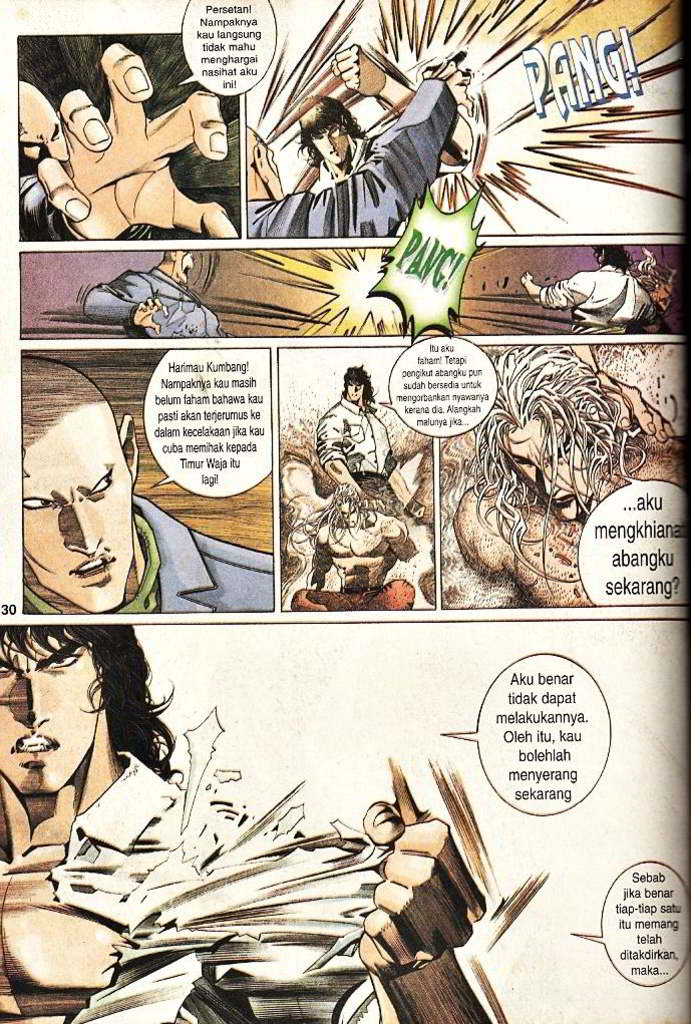 Persetan!
Nampaknya
kau langsung
tidak mahu
menghargai
nasihat aku
ini!
PANG!
PANG!
Harimau Kumbang!
Nampaknya kau masih
belum faham bahawa kau
pasti akan terjerumus ke
dalam kecelakaan jika kau
cuba memihak kepada
Timur Waja itu
lagi!
Itu aku
faham! Tetapi
pengikut abangku pun
sudah bersedia untuk
mengorbankan nyawanya
kerana dia. Alangkah
malunya jika...
...aku
mengkhianati
abangku
sekarang?
30
Aku benar
tidak dapat
melakukannya.
Oleh itu, kau
bolehlah
menyerang
sekarang
Sebab
jika benar
tiap-tiap satu
itu memang
telah
ditakdirkan,
maka...